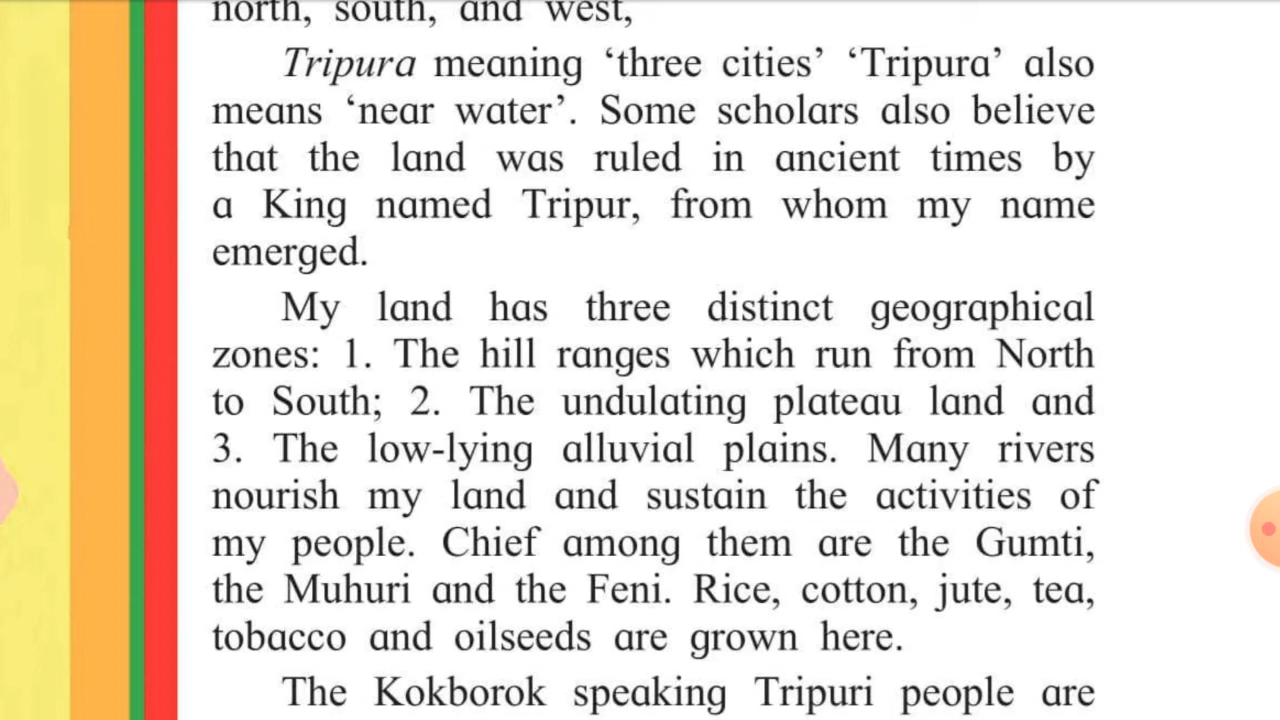 north, south, and west,
Tripura meaning ‘three cities’ ‘Tripura’ also
means ‘near water’. Some scholars also believe
that the land was ruled in ancient times by
a King named Tripur, from whom my name
emerged.
My land has three distinct geographical
zones: 1. The hill ranges which run from North
to South; 2. The undulating plateau land and
3. The low-lying alluvial plains. Many rivers
nourish my land and sustain the activities of
my people. Chief among them are the Gumti,
the Muhuri and the Feni. Rice, cotton, jute, tea,
tobacco and oilseeds are grown here.
The Kokborok speaking Tripuri people are